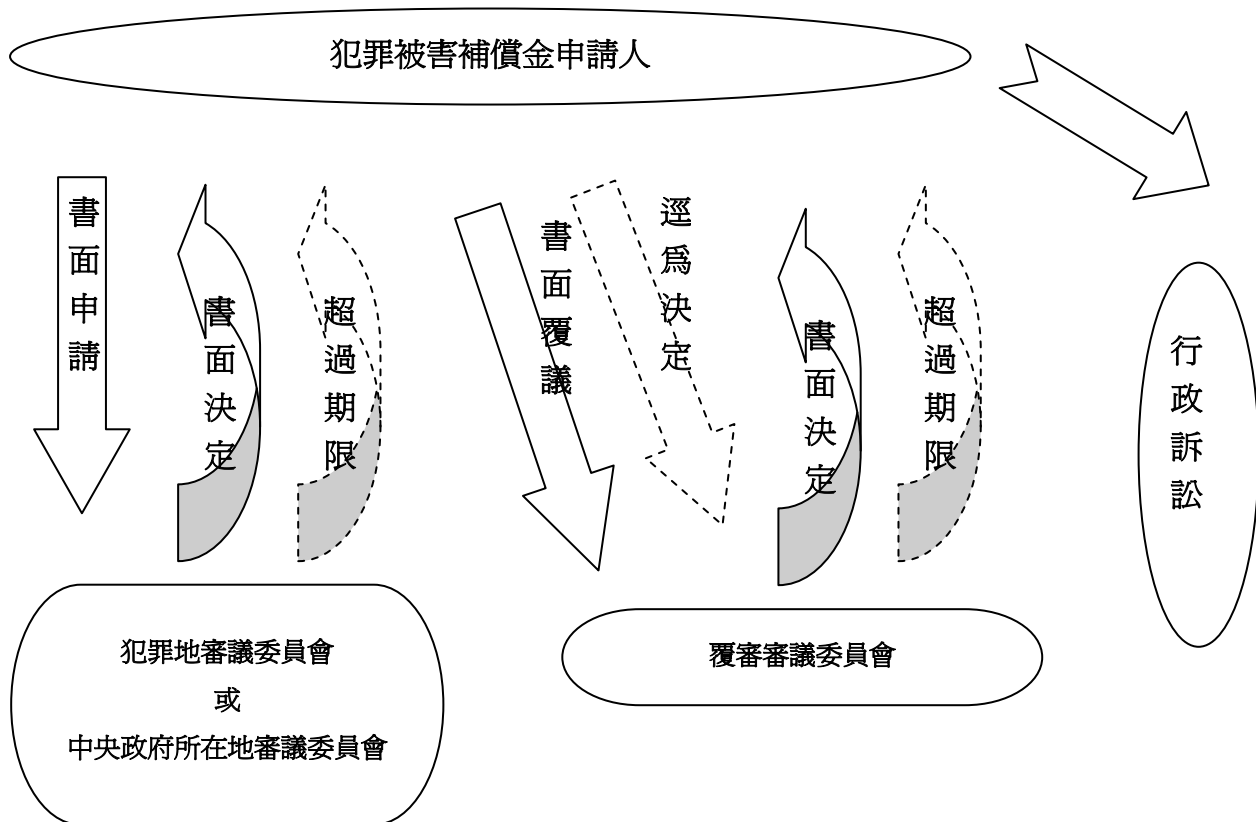 犯罪被害補償金申請人
書面申請
書面決定
超過期限
書面覆議
逕為決定
書面決定
超過期限
行政訴訟
犯罪地審議委員會
或
中央政府所在地審議委員會
覆審審議委員會